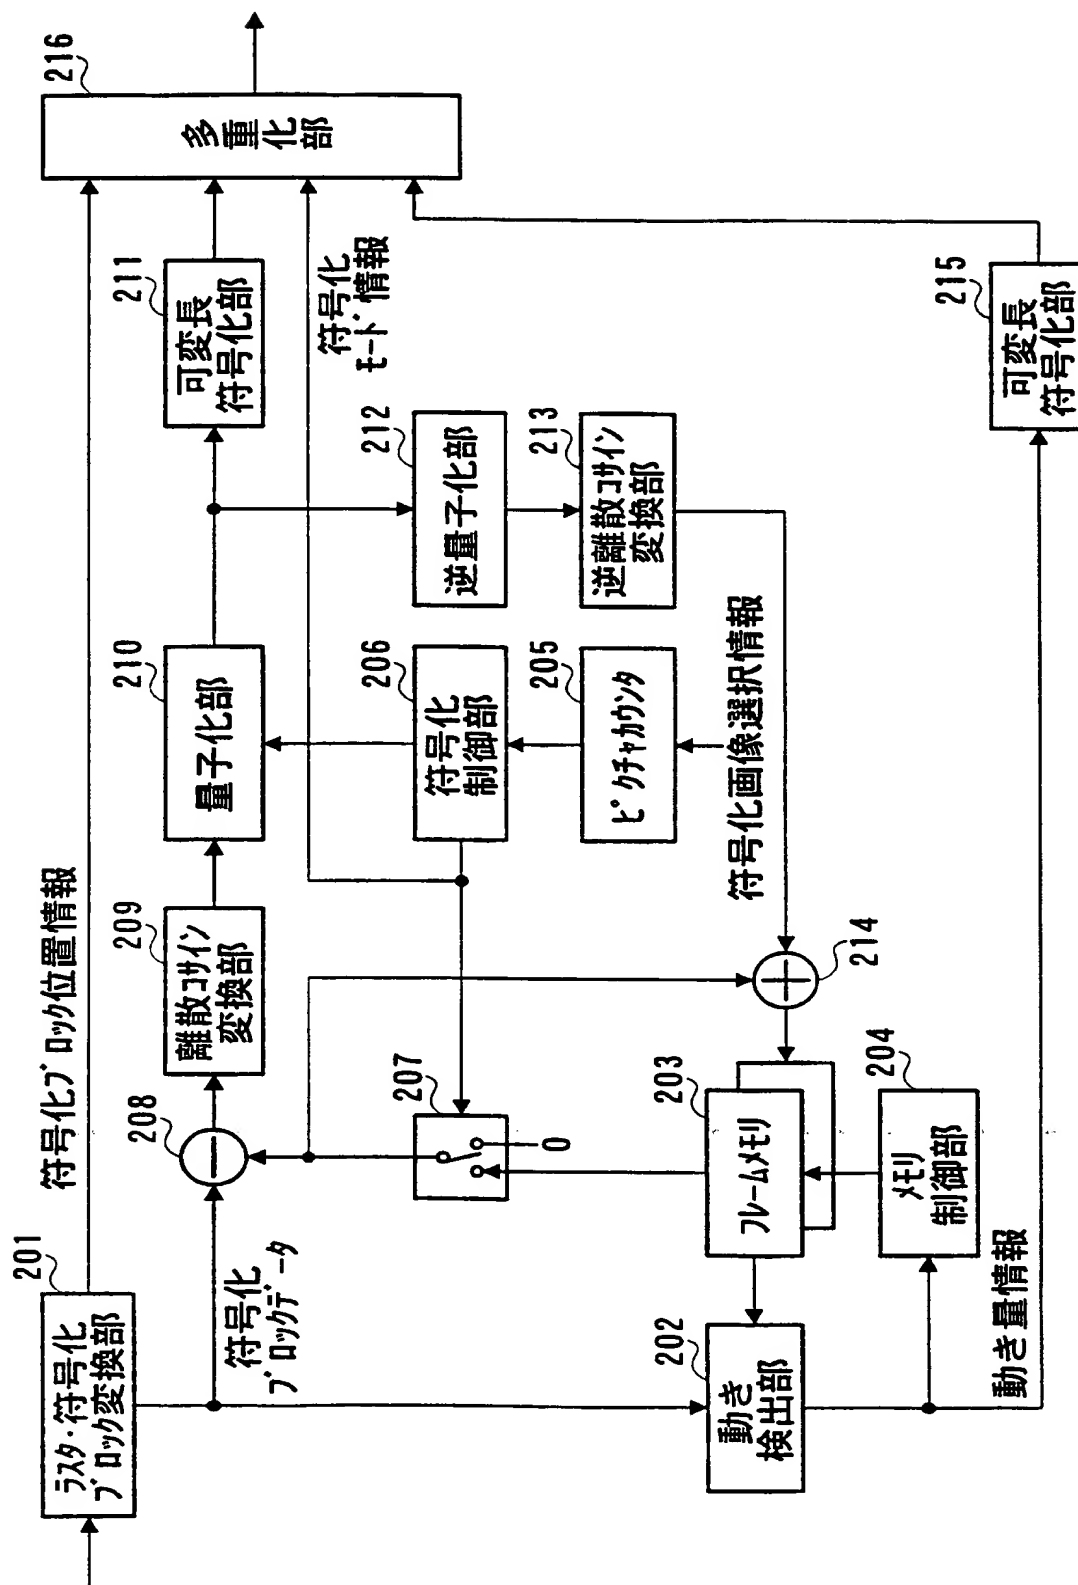 201
ラスタ・符号化
ブロック変換部
符号化ブロック位置情報
符号化
ブロックデータ
208
209
離散コサイン
変換部
210
量子化部
211
可変長
符号化部
216
多重化部
符号化
モード情報
207
0
206
符号化
制御部
212
逆量子化部
205
ピクチャカウンタ
213
逆離散コサイン
変換部
符号化画像選択情報
202
動き
検出部
203
フレームメモリ
214
204
メモリ
制御部
動き量情報
215
可変長
符号化部